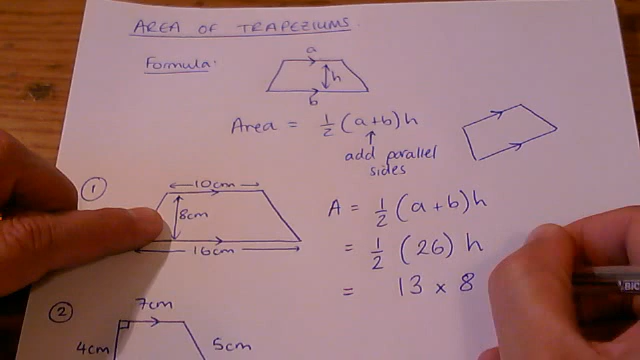 AREA OF TRAPEZIUMS.
Formula:
a
h
b
Area = 1/2 (a+b)h
↑
add parallel
sides
①
10cm
8cm
16cm
A = 1/2 (a+b)h
= 1/2 (26) h
= 13 × 8
②
7cm
4cm
5cm
BIC